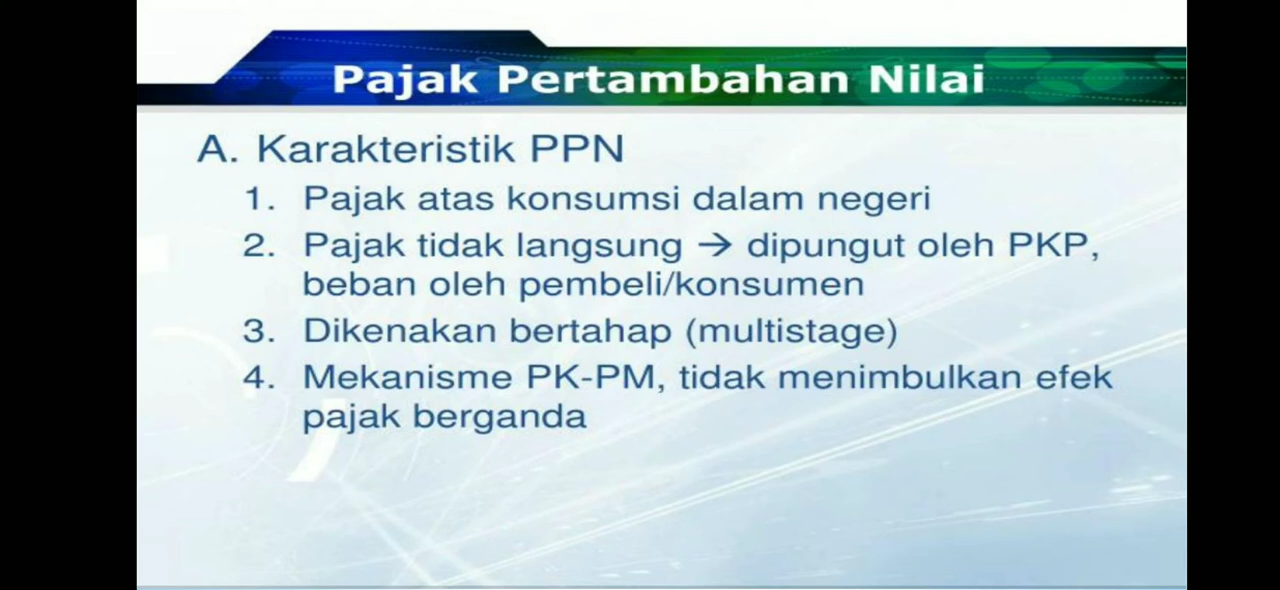 Pajak Pertambahan Nilai
A. Karakteristik PPN
1. Pajak atas konsumsi dalam negeri
2. Pajak tidak langsung → dipungut oleh PKP,
beban oleh pembeli/konsumen
3. Dikenakan bertahap (multistage)
4. Mekanisme PK-PM, tidak menimbulkan efek
pajak berganda